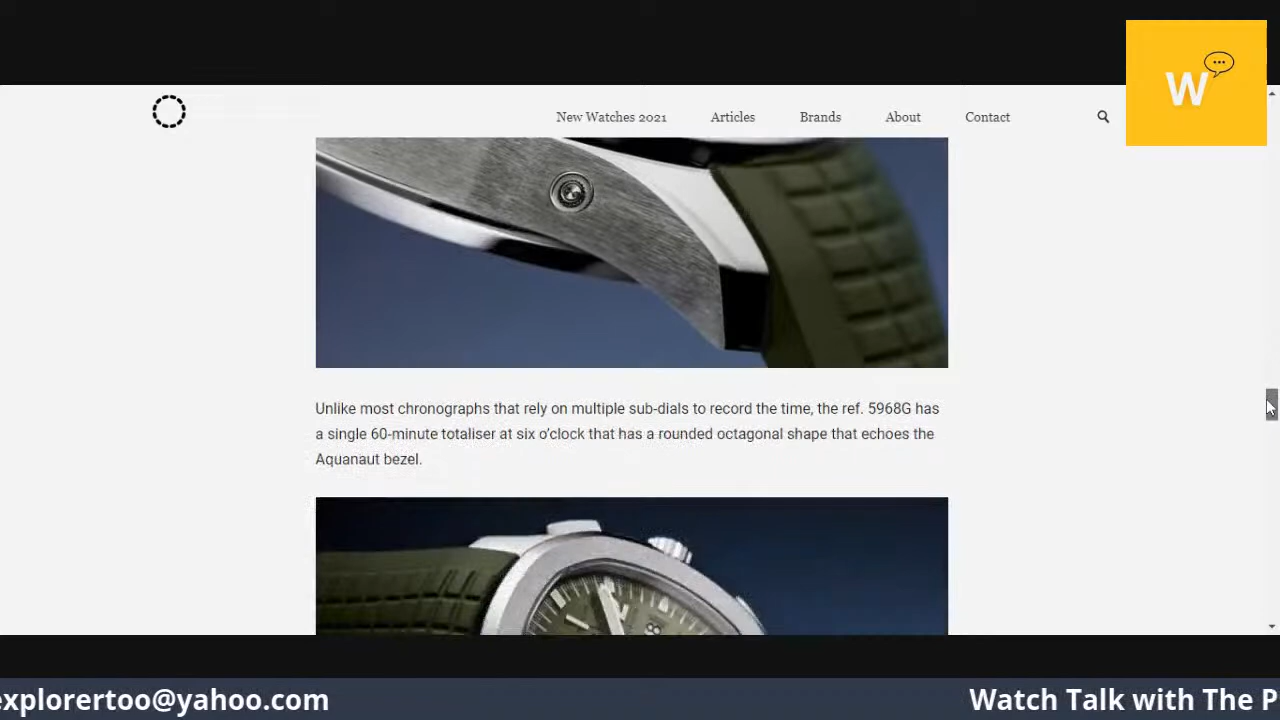 W
New Watches 2021 Articles Brands About Contact
Unlike most chronographs that rely on multiple sub-dials to record the time, the ref. 5968G has
a single 60-minute totaliser at six o’clock that has a rounded octagonal shape that echoes the
Aquanaut bezel.
explorertoo@yahoo.com Watch Talk with The P